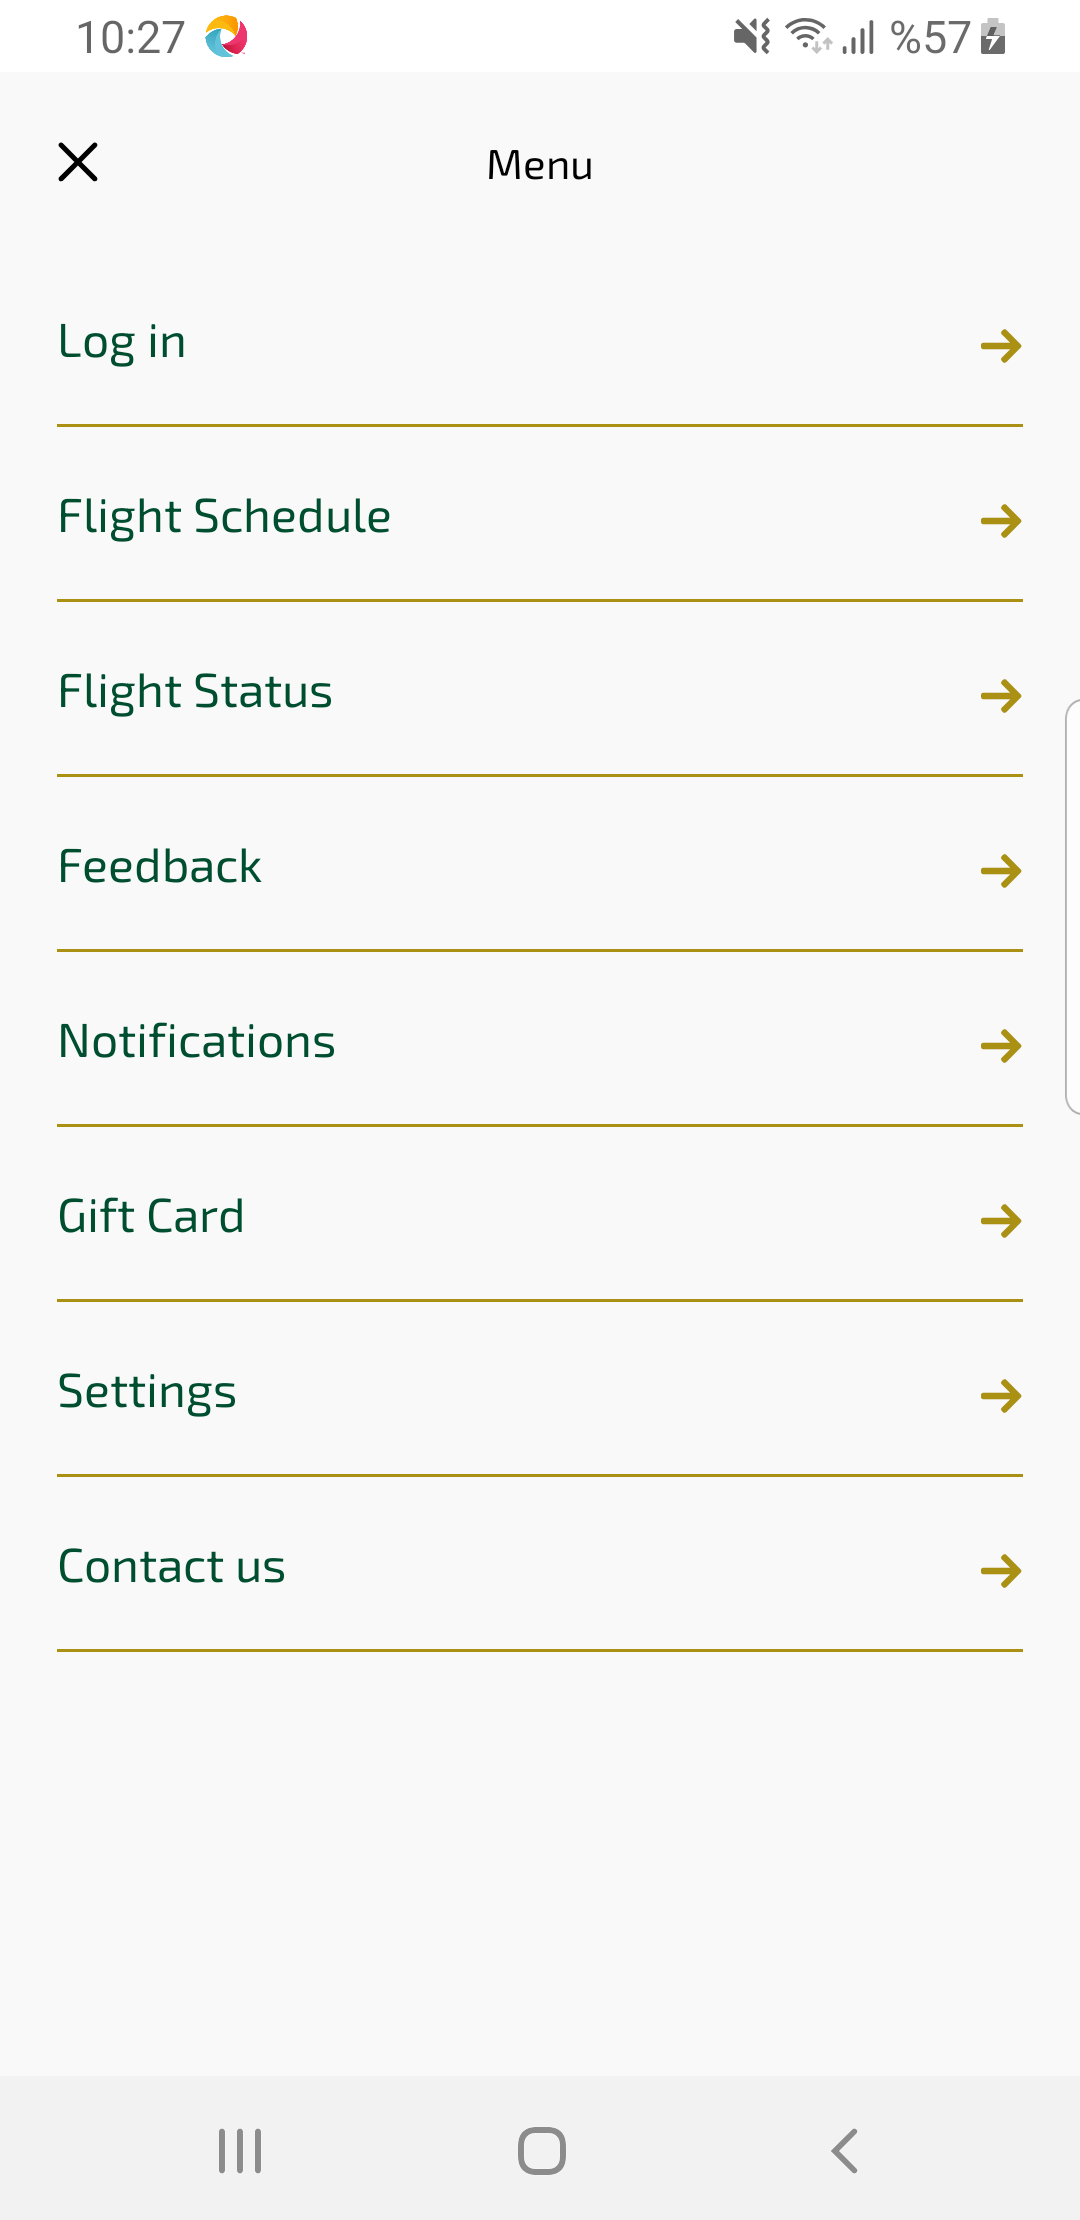 10:27 %57
Menu
Log in
Flight Schedule
Flight Status
Feedback
Notifications
Gift Card
Settings
Contact us